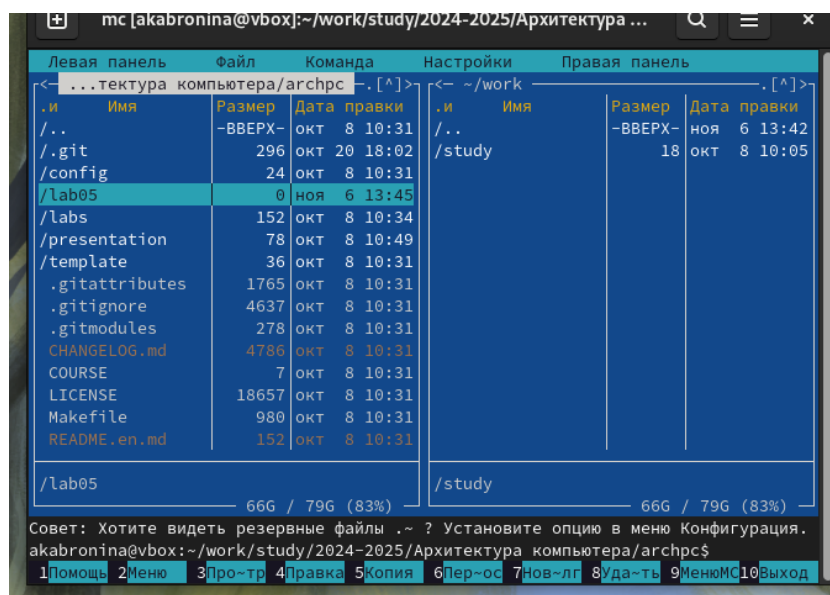 mc [akabronina@vbox]:~/work/study/2024-2025/Архитектура ...
Левая панель Файл Команда Настройки Правая панель
<— ...тектура компьютера/archpc —.[^]>
.и Имя Размер Дата правки
/.. -ВВЕРХ- окт 8 10:31
/.git 296 окт 20 18:02
/config 24 окт 8 10:31
/lab05 0 ноя 6 13:45
/labs 152 окт 8 10:34
/presentation 78 окт 8 10:49
/template 36 окт 8 10:31
.gitattributes 1765 окт 8 10:31
.gitignore 4637 окт 8 10:31
.gitmodules 278 окт 8 10:31
CHANGELOG.md 4786 окт 8 10:31
COURSE 7 окт 8 10:31
LICENSE 18657 окт 8 10:31
Makefile 980 окт 8 10:31
README.en.md 152 окт 8 10:31
/lab05
66G / 79G (83%)
<— ~/work —.[^]>
.и Имя Размер Дата правки
/.. -ВВЕРХ- ноя 6 13:42
/study 18 окт 8 10:05
/study
66G / 79G (83%)
Совет: Хотите видеть резервные файлы .~ ? Установите опцию в меню Конфигурация.
akabronina@vbox:~/work/study/2024-2025/Архитектура компьютера/archpc$
1Помощь 2Меню 3Про~тр 4Правка 5Копия 6Пер~ос 7Нов~лг 8Уда~ть 9МенюМС 10Выход